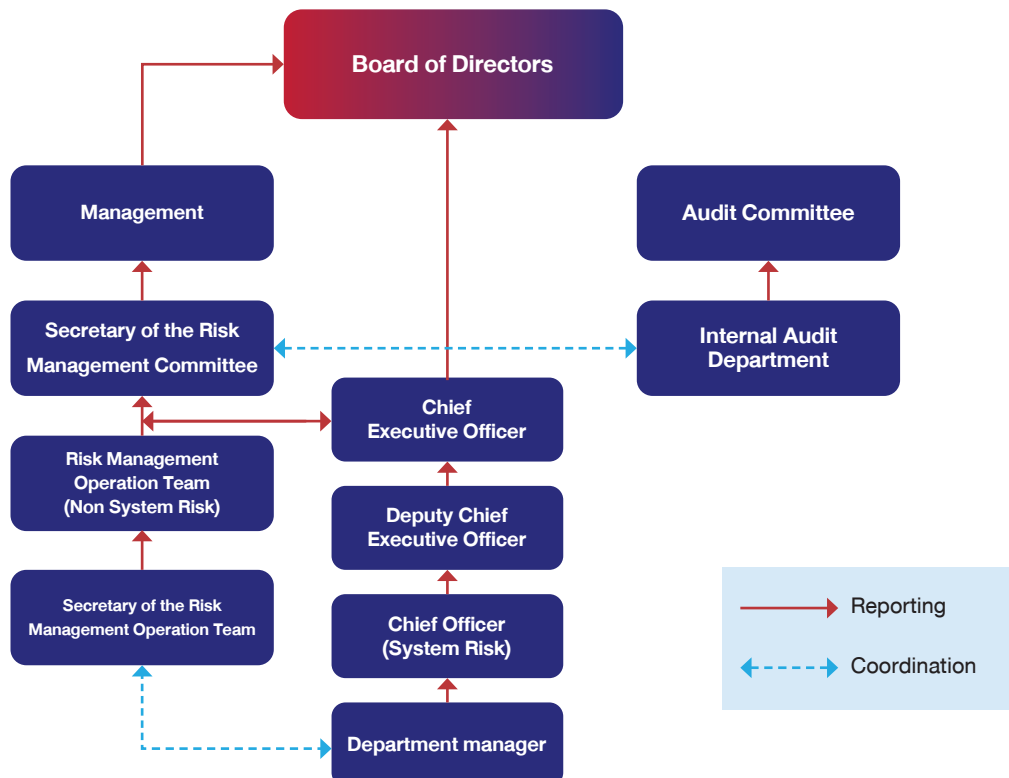 Board of Directors
Management
Audit Committee
Secretary of the Risk
Management Committee
Internal Audit
Department
Chief
Executive Officer
Risk Management
Operation Team
(Non System Risk)
Deputy Chief
Executive Officer
Secretary of the Risk
Management Operation Team
Chief Officer
(System Risk)
Department manager
Reporting
Coordination